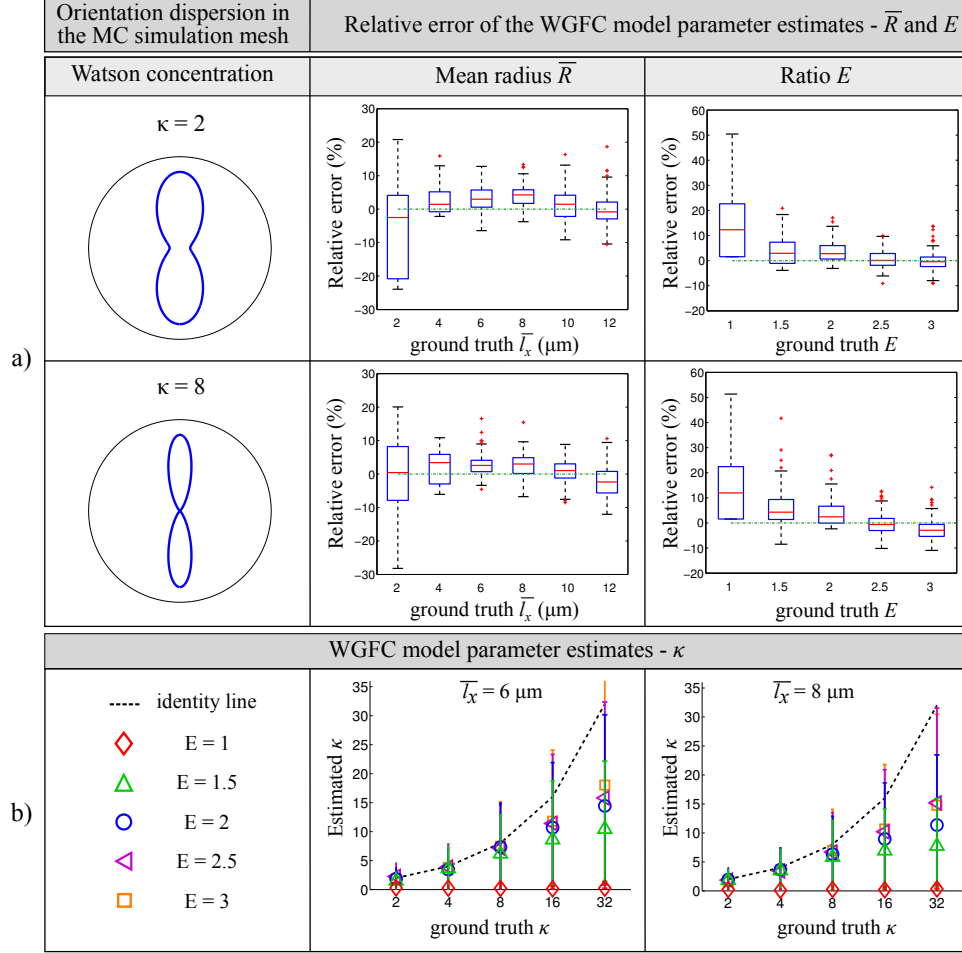 Orientation dispersion in
the MC simulation mesh
Relative error of the WGFC model parameter estimates - R̅ and E
Watson concentration
Mean radius R̅
Ratio E
a)
κ = 2
Relative error (%)
30
20
10
0
−10
−20
−30
2 4 6 8 10 12
ground truth l̅x̅ (μm)
Relative error (%)
60
50
40
30
20
10
0
−10
−20
1 1.5 2 2.5 3
ground truth E
κ = 8
Relative error (%)
30
20
10
0
−10
−20
−30
2 4 6 8 10 12
ground truth l̅x̅ (μm)
Relative error (%)
60
50
40
30
20
10
0
−10
−20
1 1.5 2 2.5 3
ground truth E
WGFC model parameter estimates - κ
b)
identity line
E = 1
E = 1.5
E = 2
E = 2.5
E = 3
l̅x̅ = 6 μm
Estimated κ
35
30
25
20
15
10
5
0
2 4 8 16 32
ground truth κ
l̅x̅ = 8 μm
Estimated κ
35
30
25
20
15
10
5
0
2 4 8 16 32
ground truth κ